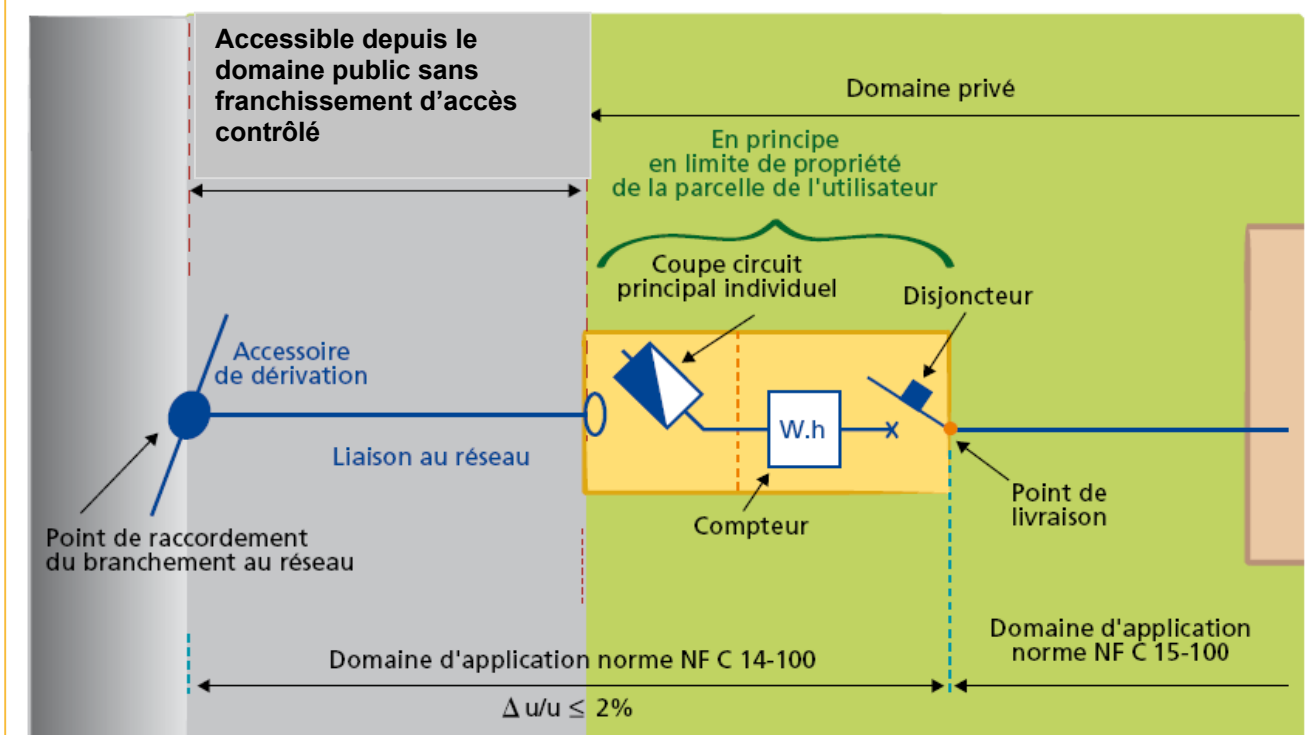 Accessible depuis le
domaine public sans
franchissement d'accès
contrôlé
Domaine privé
En principe
en limite de propriété
de la parcelle de l'utilisateur
Coupe circuit
principal individuel
Disjoncteur
Accessoire
de dérivation
W.h
Liaison au réseau
Point de
livraison
Compteur
Point de raccordement
du branchement au réseau
Domaine d'application
norme NF C 15-100
Domaine d'application norme NF C 14-100
Δ u/u ≤ 2%